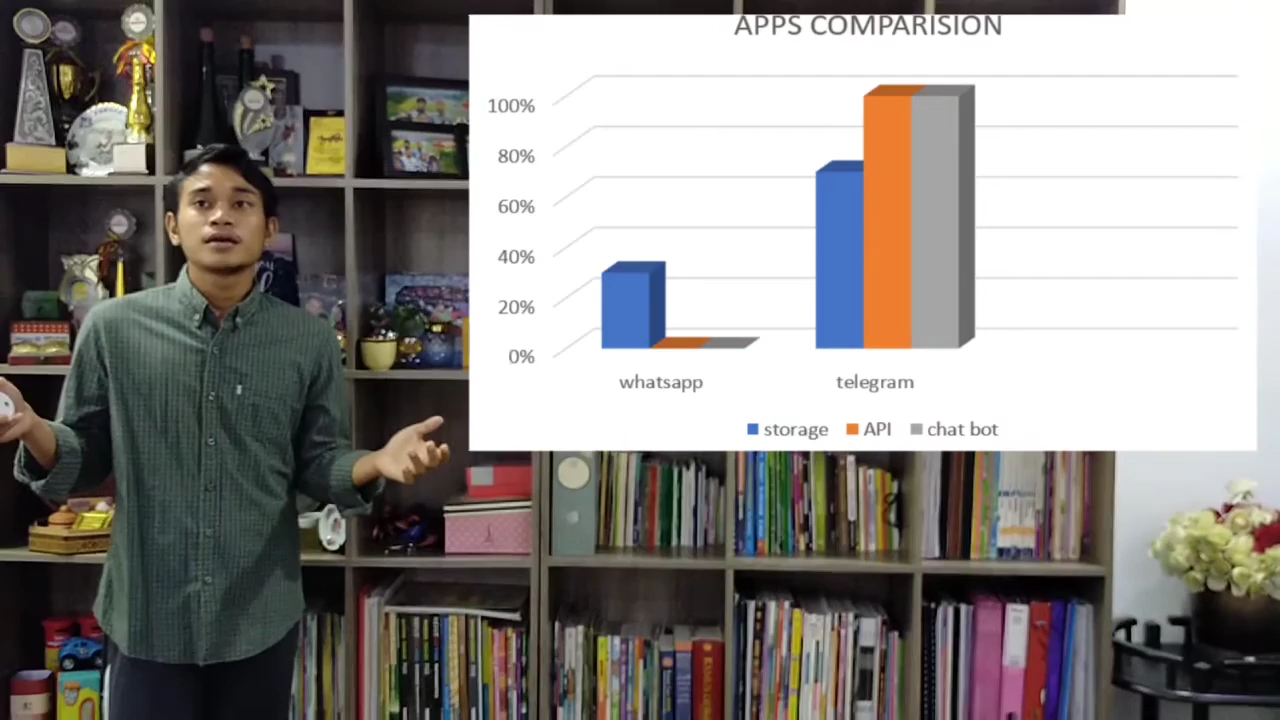 APPS COMPARISION
100%
80%
60%
40%
20%
0%
whatsapp
telegram
storage API chat bot